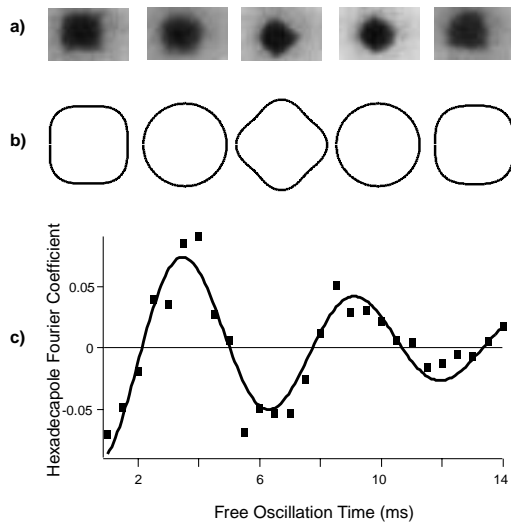 a)
b)
c)
Hexadecapole Fourier Coefficient
0.05
0
-0.05
2
6
10
14
Free Oscillation Time (ms)